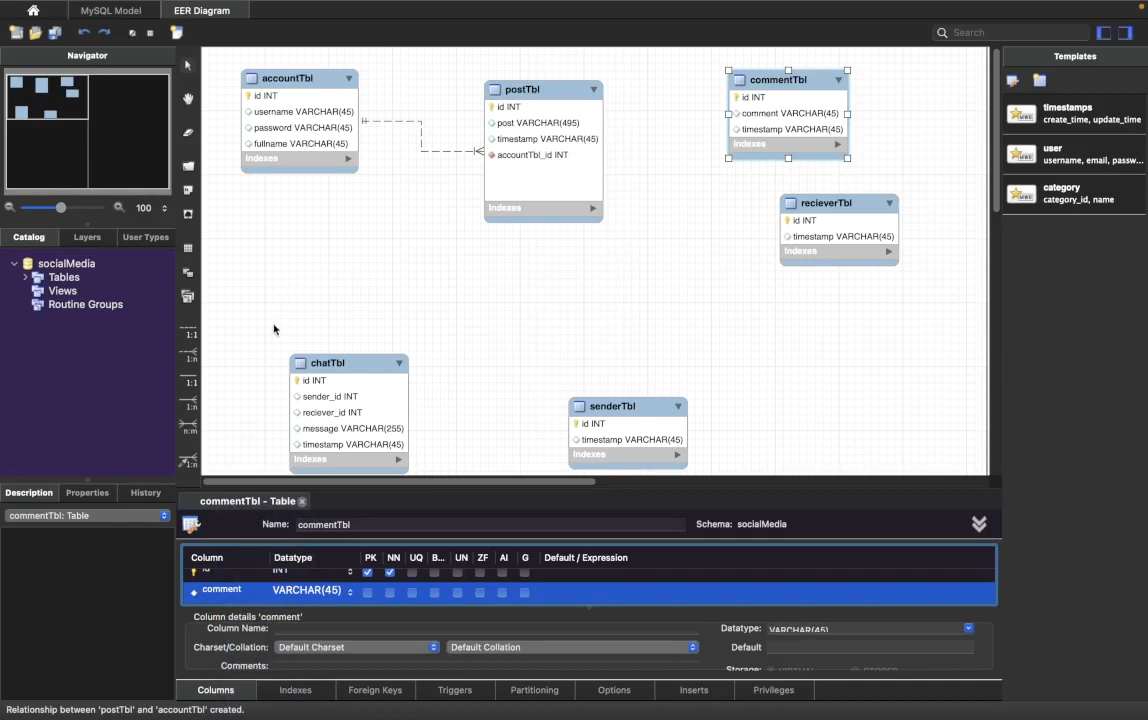 MySQL Model
EER Diagram
Search
Navigator
100
Catalog
Layers
User Types
socialMedia
Tables
Views
Routine Groups
1:1
1:n
1:1
1:n
n:m
1:n
accountTbl
id INT
username VARCHAR(45)
password VARCHAR(45)
fullname VARCHAR(45)
Indexes
postTbl
id INT
post VARCHAR(495)
timestamp VARCHAR(45)
accountTbl_id INT
Indexes
commentTbl
id INT
comment VARCHAR(45)
timestamp VARCHAR(45)
Indexes
recieverTbl
id INT
timestamp VARCHAR(45)
Indexes
chatTbl
id INT
sender_id INT
reciever_id INT
message VARCHAR(255)
timestamp VARCHAR(45)
Indexes
senderTbl
id INT
timestamp VARCHAR(45)
Indexes
Templates
timestamps
create_time, update_time
user
username, email, passw...
category
category_id, name
Description
Properties
History
commentTbl: Table
commentTbl - Table
Name: commentTbl
Schema: socialMedia
Column Datatype PK NN UQ B... UN ZF AI G Default / Expression
id INT
comment VARCHAR(45)
Column details 'comment'
Column Name:
Datatype: VARCHAR(45)
Charset/Collation: Default Charset Default Collation
Default
Comments:
Storage: VIRTUAL STORED
Columns
Indexes
Foreign Keys
Triggers
Partitioning
Options
Inserts
Privileges
Relationship between 'postTbl' and 'accountTbl' created.